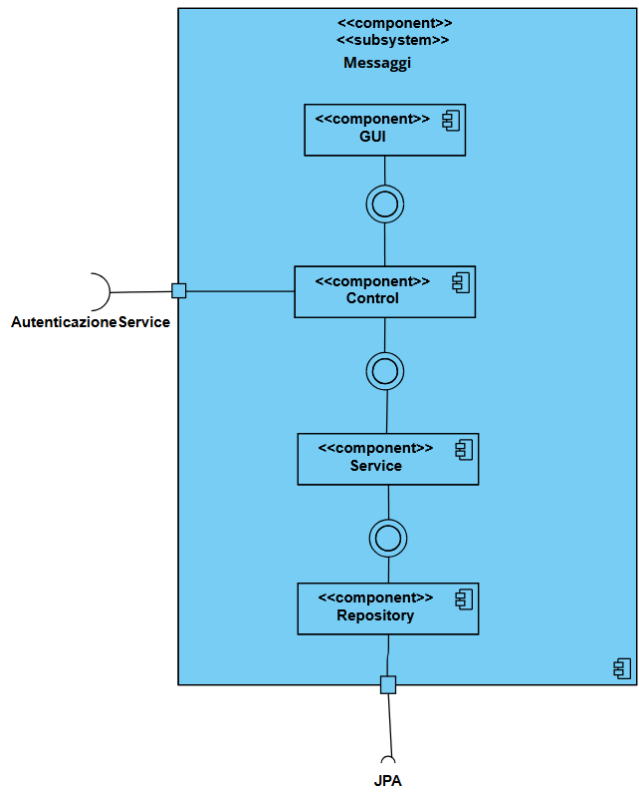 <<component>>
<<subsystem>>
Messaggi
<<component>>
GUI
<<component>>
Control
AutenticazioneService
<<component>>
Service
<<component>>
Repository
JPA